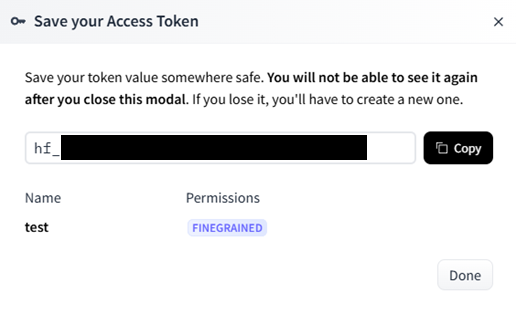 Save your Access Token
Save your token value somewhere safe. You will not be able to see it again
after you close this modal. If you lose it, you'll have to create a new one.
hf_
Copy
Name Permissions
test FINEGRAINED
Done